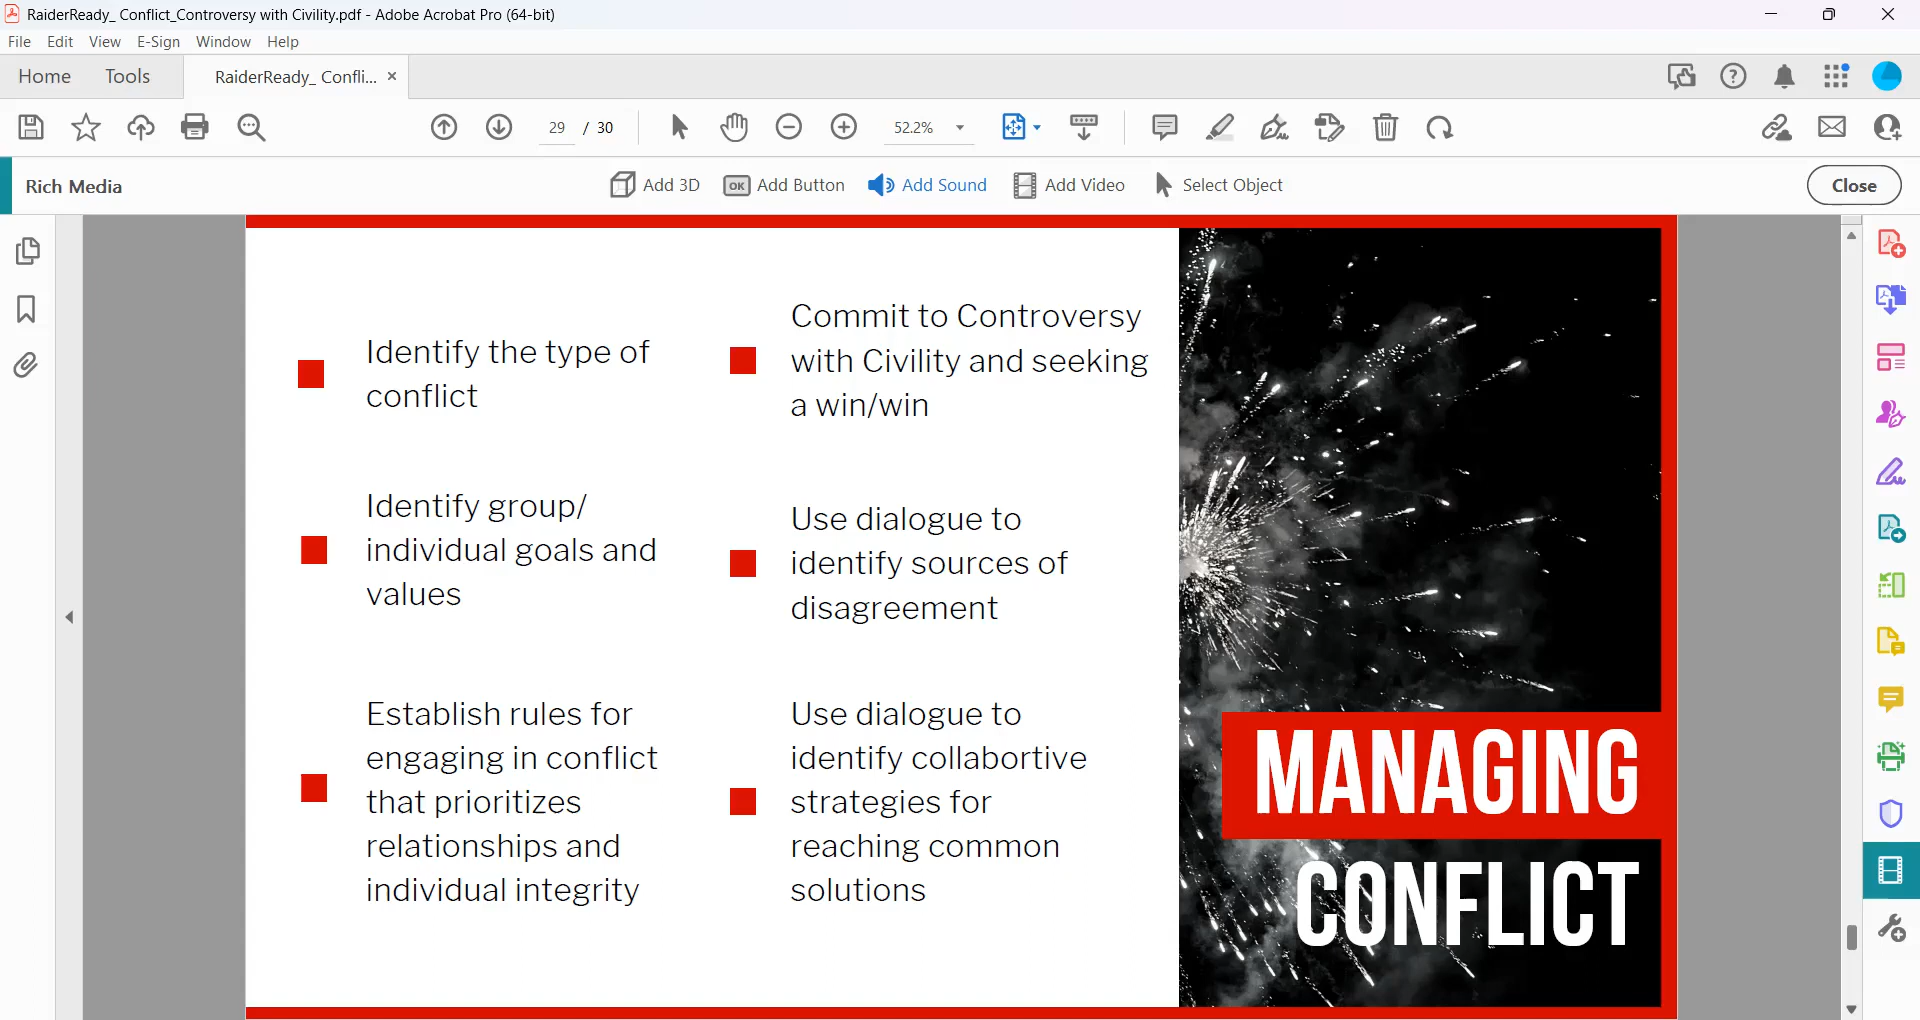 RaiderReady_ Conflict_Controversy with Civility.pdf - Adobe Acrobat Pro (64-bit)
File Edit View E-Sign Window Help
Home Tools RaiderReady_ Confli... ×
29 / 30 52.2%
Rich Media Add 3D OK Add Button Add Sound Add Video Select Object Close
Identify the type of
conflict
Identify group/
individual goals and
values
Establish rules for
engaging in conflict
that prioritizes
relationships and
individual integrity
Commit to Controversy
with Civility and seeking
a win/win
Use dialogue to
identify sources of
disagreement
Use dialogue to
identify collabortive
strategies for
reaching common
solutions
MANAGING
CONFLICT